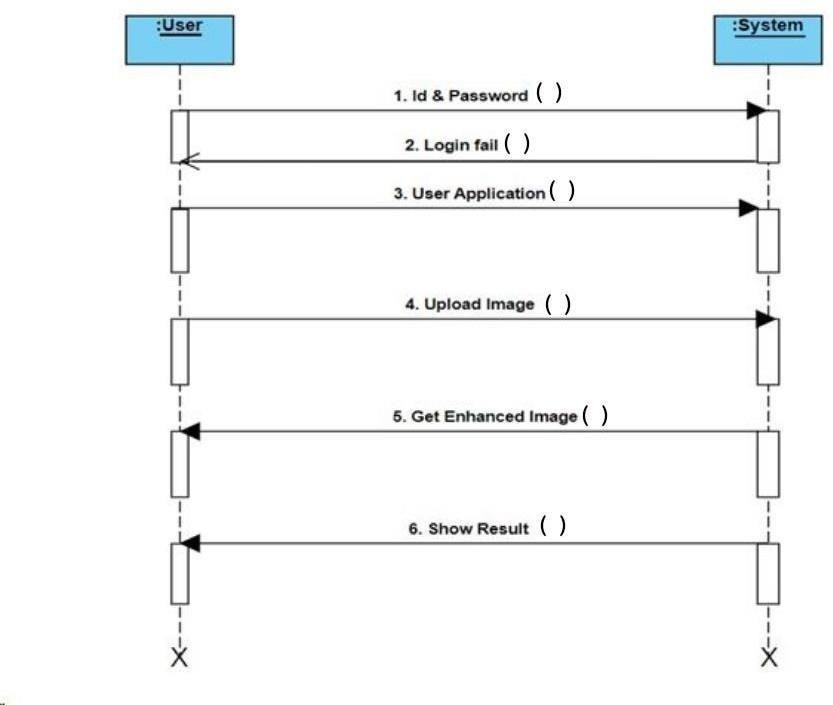 :User
:System
1. Id & Password ( )
2. Login fail ( )
3. User Application ( )
4. Upload Image ( )
5. Get Enhanced Image ( )
6. Show Result ( )
X
X